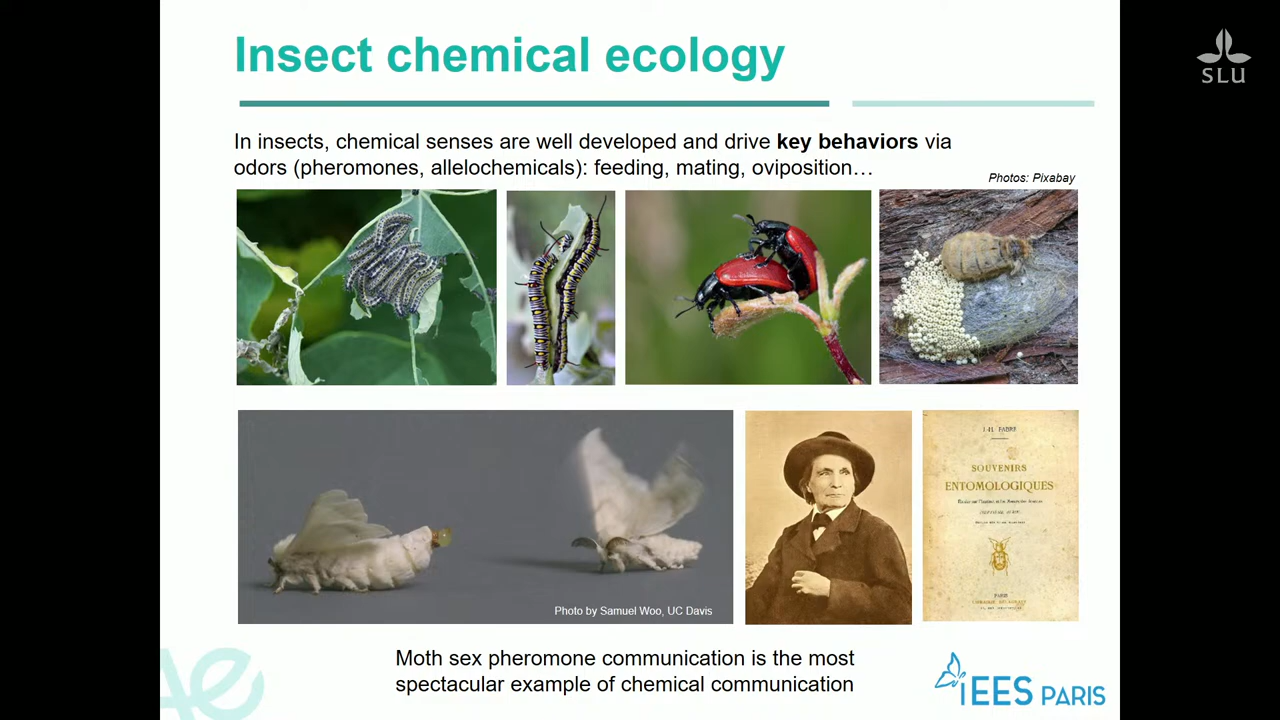 Insect chemical ecology
SLU
In insects, chemical senses are well developed and drive key behaviors via
odors (pheromones, allelochemicals): feeding, mating, oviposition…
Photos: Pixabay
J.-H. FABRE
SOUVENIRS
ENTOMOLOGIQUES
PARIS
Photo by Samuel Woo, UC Davis
Moth sex pheromone communication is the most
spectacular example of chemical communication
iEES PARIS